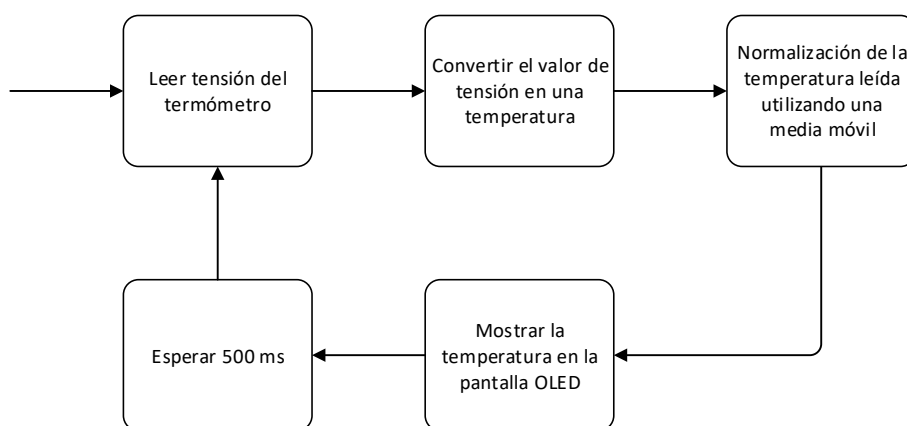 Leer tensión del
termómetro
Convertir el valor de
tensión en una
temperatura
Normalización de la
temperatura leída
utilizando una
media móvil
Esperar 500 ms
Mostrar la
temperatura en la
pantalla OLED